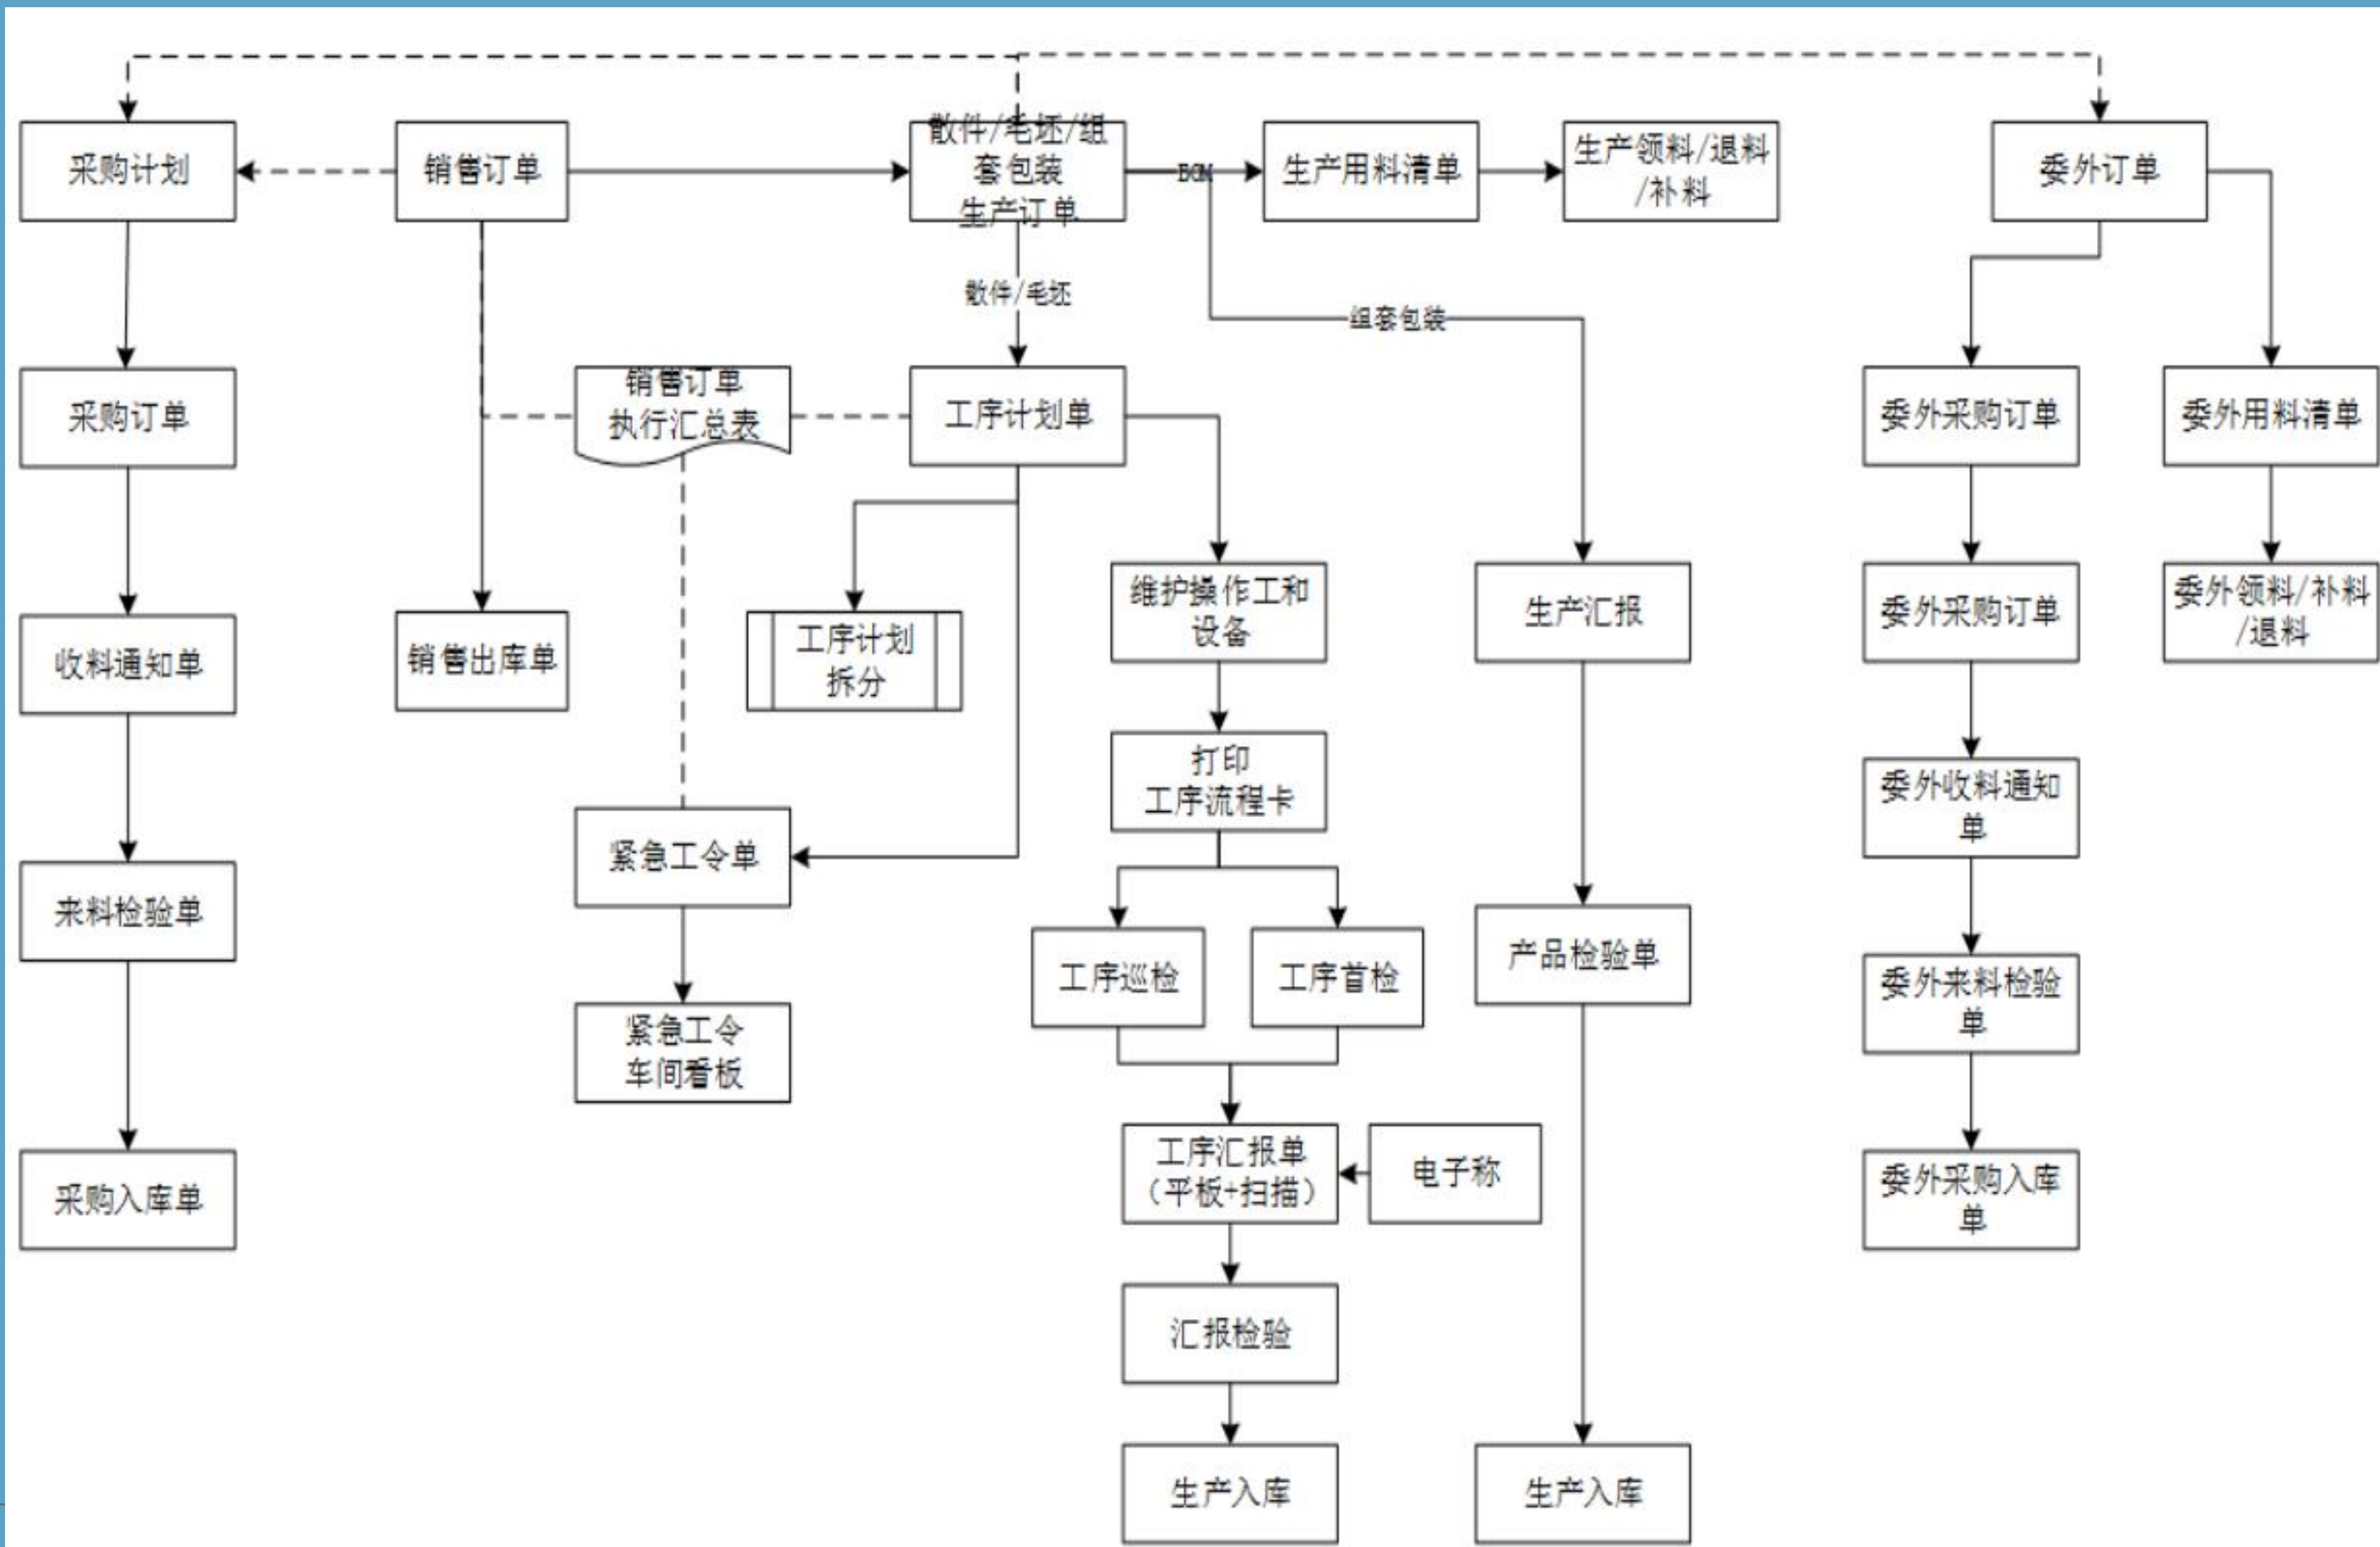 采购计划
销售订单
散件/毛坯/组
套包装
生产订单
BOM
生产用料清单
生产领料/退料
/补料
委外订单
散件/毛坯
组套包装
采购订单
销售订单
执行汇总表
工序计划单
委外采购订单
委外用料清单
收料通知单
销售出库单
工序计划
拆分
维护操作工和
设备
生产汇报
委外采购订单
委外领料/补料
/退料
打印
工序流程卡
委外收料通知
单
紧急工令单
来料检验单
工序巡检
工序首检
产品检验单
委外来料检验
单
紧急工令
车间看板
采购入库单
工序汇报单
（平板+扫描）
电子称
委外采购入库
单
汇报检验
生产入库
生产入库